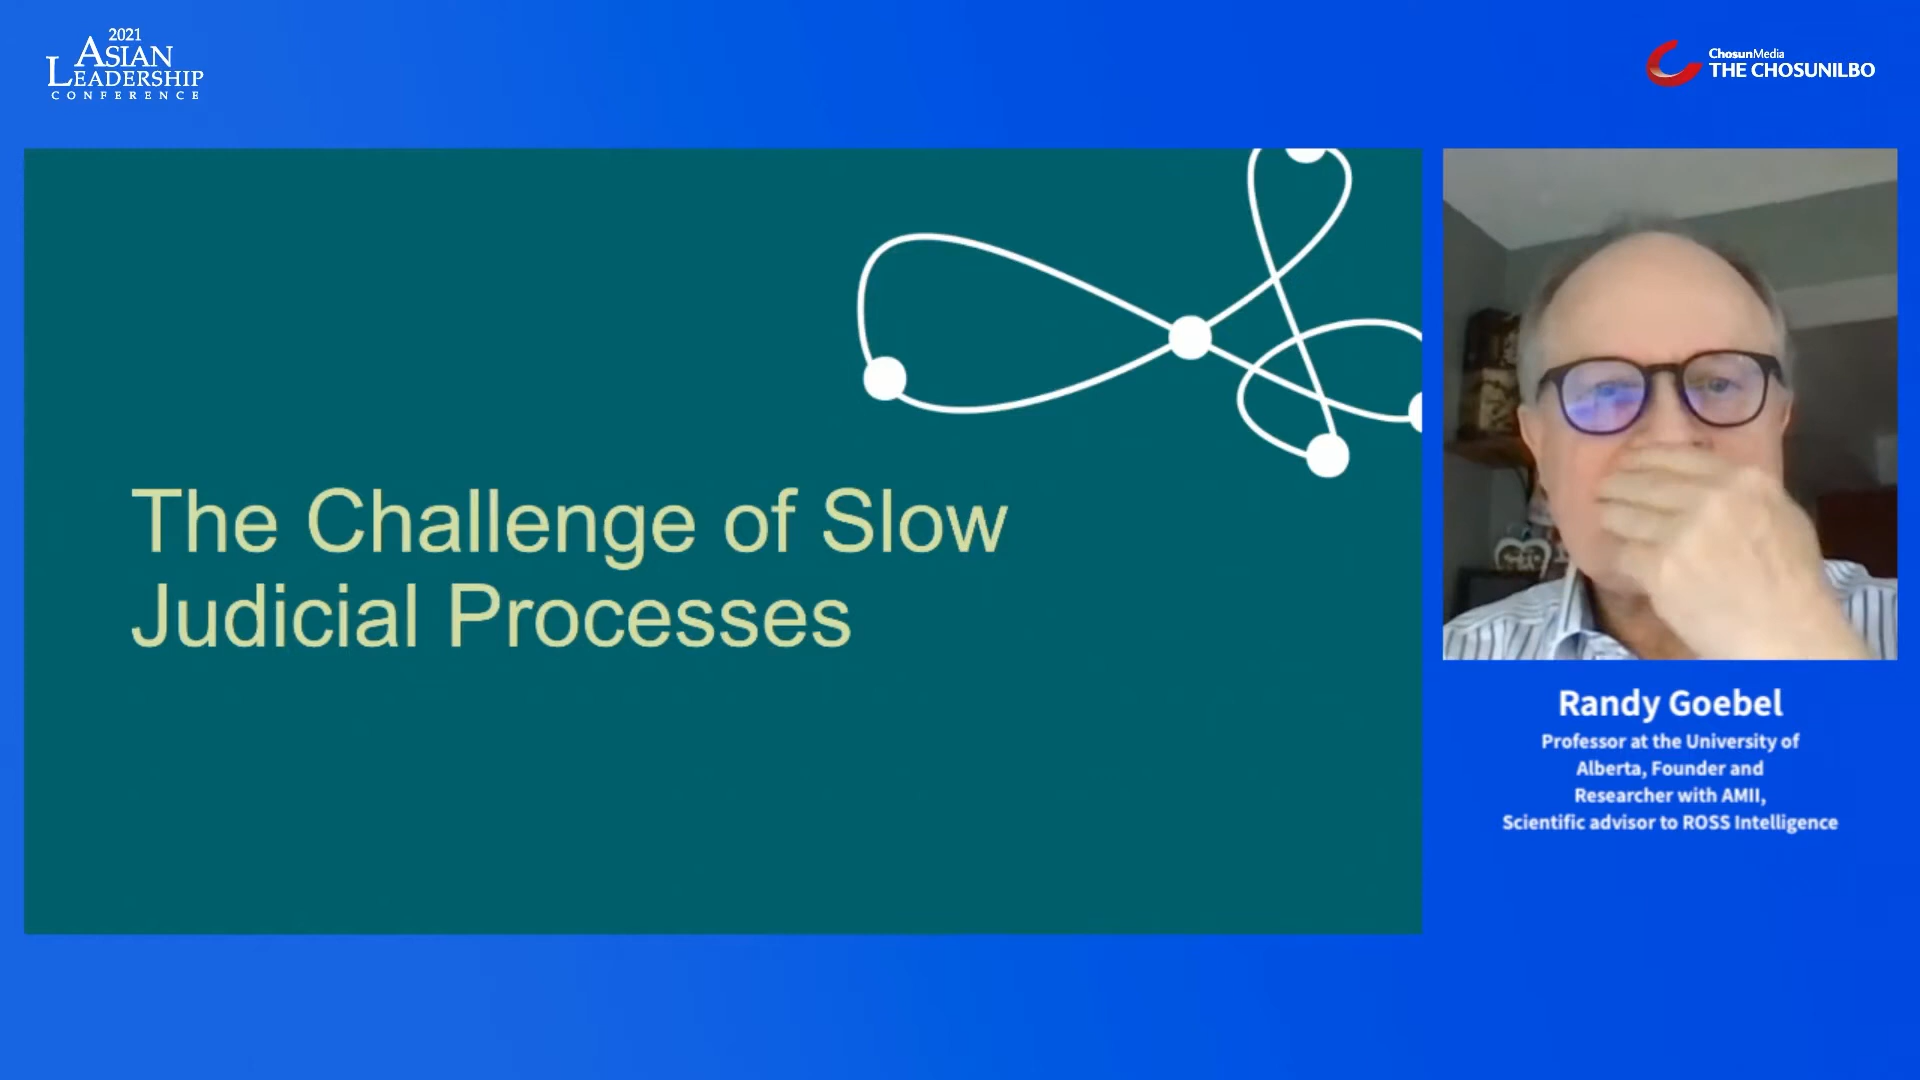 2021
ASIAN
LEADERSHIP
CONFERENCE
ChosunMedia
THE CHOSUNILBO
The Challenge of Slow
Judicial Processes
Randy Goebel
Professor at the University of
Alberta, Founder and
Researcher with AMII,
Scientific advisor to ROSS Intelligence